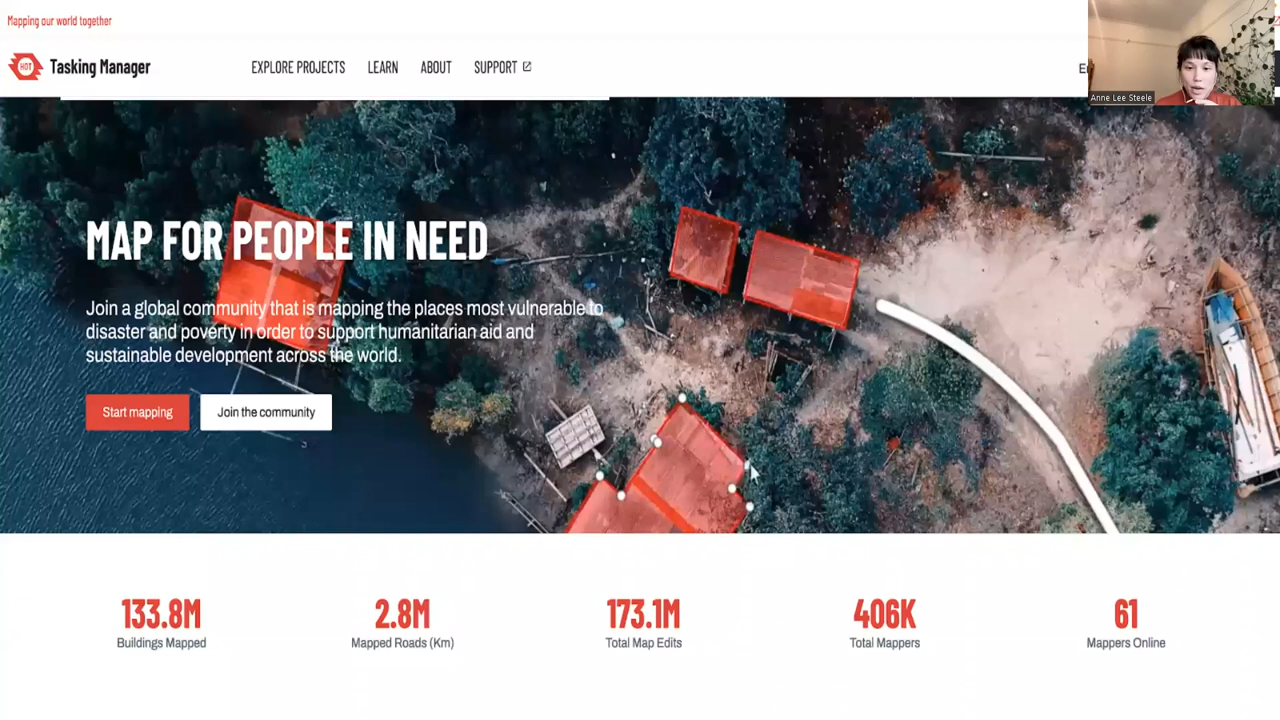 Mapping our world together
HOT Tasking Manager
EXPLORE PROJECTS LEARN ABOUT SUPPORT
Anne Lee Steele
MAP FOR PEOPLE IN NEED
Join a global community that is mapping the places most vulnerable to
disaster and poverty in order to support humanitarian aid and
sustainable development across the world.
Start mapping Join the community
133.8M 2.8M 173.1M 406K 61
Buildings Mapped Mapped Roads (Km) Total Map Edits Total Mappers Mappers Online